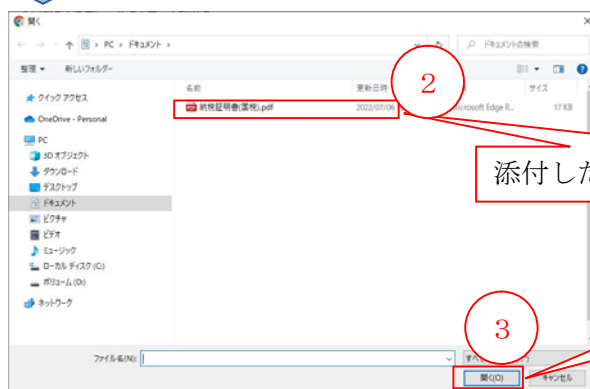 開く
PC › ドキュメント ›
ドキュメントの検索
整理 新しいフォルダー
名前 更新日時 サイズ
納税証明書(国税).pdf 2022/07/06 Microsoft Edge P... 17 KB
②
クイック アクセス
OneDrive - Personal
PC
3D オブジェクト
ダウンロード
デスクトップ
ドキュメント
ピクチャ
ビデオ
ミュージック
ローカル ディスク (C:)
ボリューム (D:)
ネットワーク
添付した
③
ファイル名(N):
開く(O) キャンセル